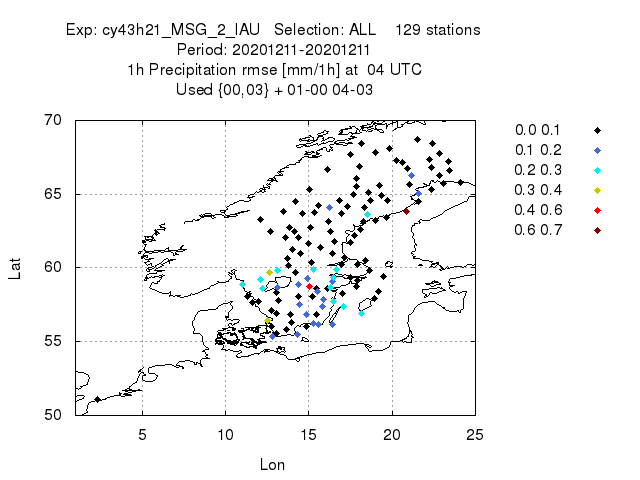 Exp: cy43h21_MSG_2_IAU Selection: ALL 129 stations
Period: 20201211-20201211
1h Precipitation rmse [mm/1h] at 04 UTC
Used {00,03} + 01-00 04-03
70
65
60
55
50
Lat
5
10
15
20
25
Lon
0.0 0.1
0.1 0.2
0.2 0.3
0.3 0.4
0.4 0.6
0.6 0.7